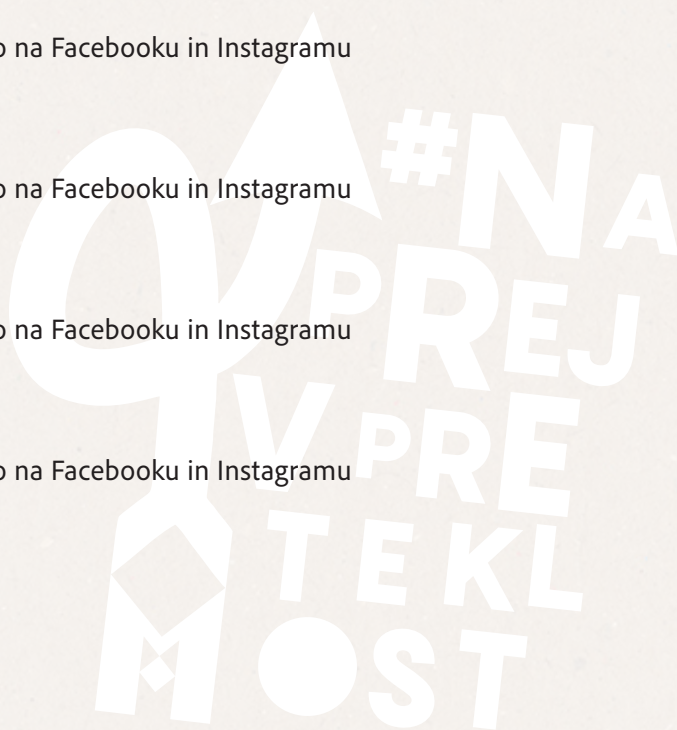 o na Facebooku in Instagramu
#NA
o na Facebooku in Instagramu
PREJ
o na Facebooku in Instagramu
V PRE
o na Facebooku in Instagramu
TEKL
MOST